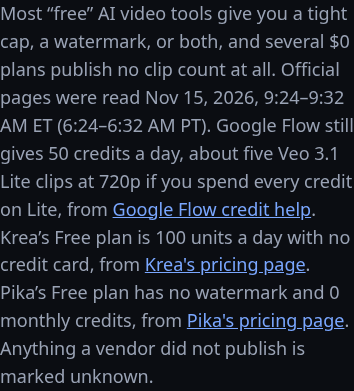 Most “free” AI video tools give you a tight
cap, a watermark, or both, and several $0
plans publish no clip count at all. Official
pages were read Nov 15, 2026, 9:24–9:32
AM ET (6:24–6:32 AM PT). Google Flow still
gives 50 credits a day, about five Veo 3.1
Lite clips at 720p if you spend every credit
on Lite, from Google Flow credit help.
Krea’s Free plan is 100 units a day with no
credit card, from Krea's pricing page.
Pika’s Free plan has no watermark and 0
monthly credits, from Pika's pricing page.
Anything a vendor did not publish is
marked unknown.